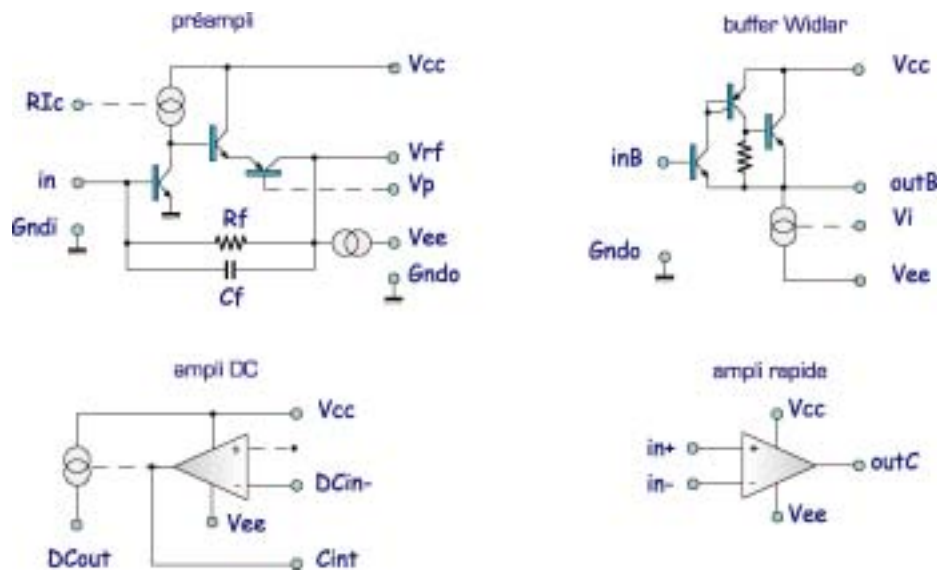 préampli
Vcc
RIc
Vrf
in
Vp
Rf
Gndi
Vee
Gndo
Cf
buffer Widlar
Vcc
inB
outB
Vi
Gndo
Vee
ampli DC
Vcc
+
-
DCin-
Vee
DCout
Cint
ampli rapide
Vcc
in+
+
outC
in-
-
Vee